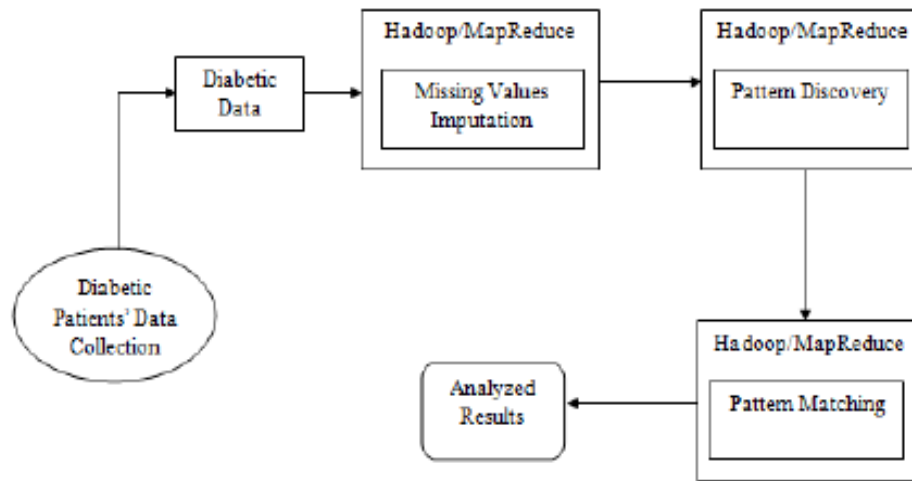 Diabetic
Patients' Data
Collection
Diabetic
Data
Hadoop/MapReduce
Missing Values
Imputation
Hadoop/MapReduce
Pattern Discovery
Hadoop/MapReduce
Pattern Matching
Analyzed
Results